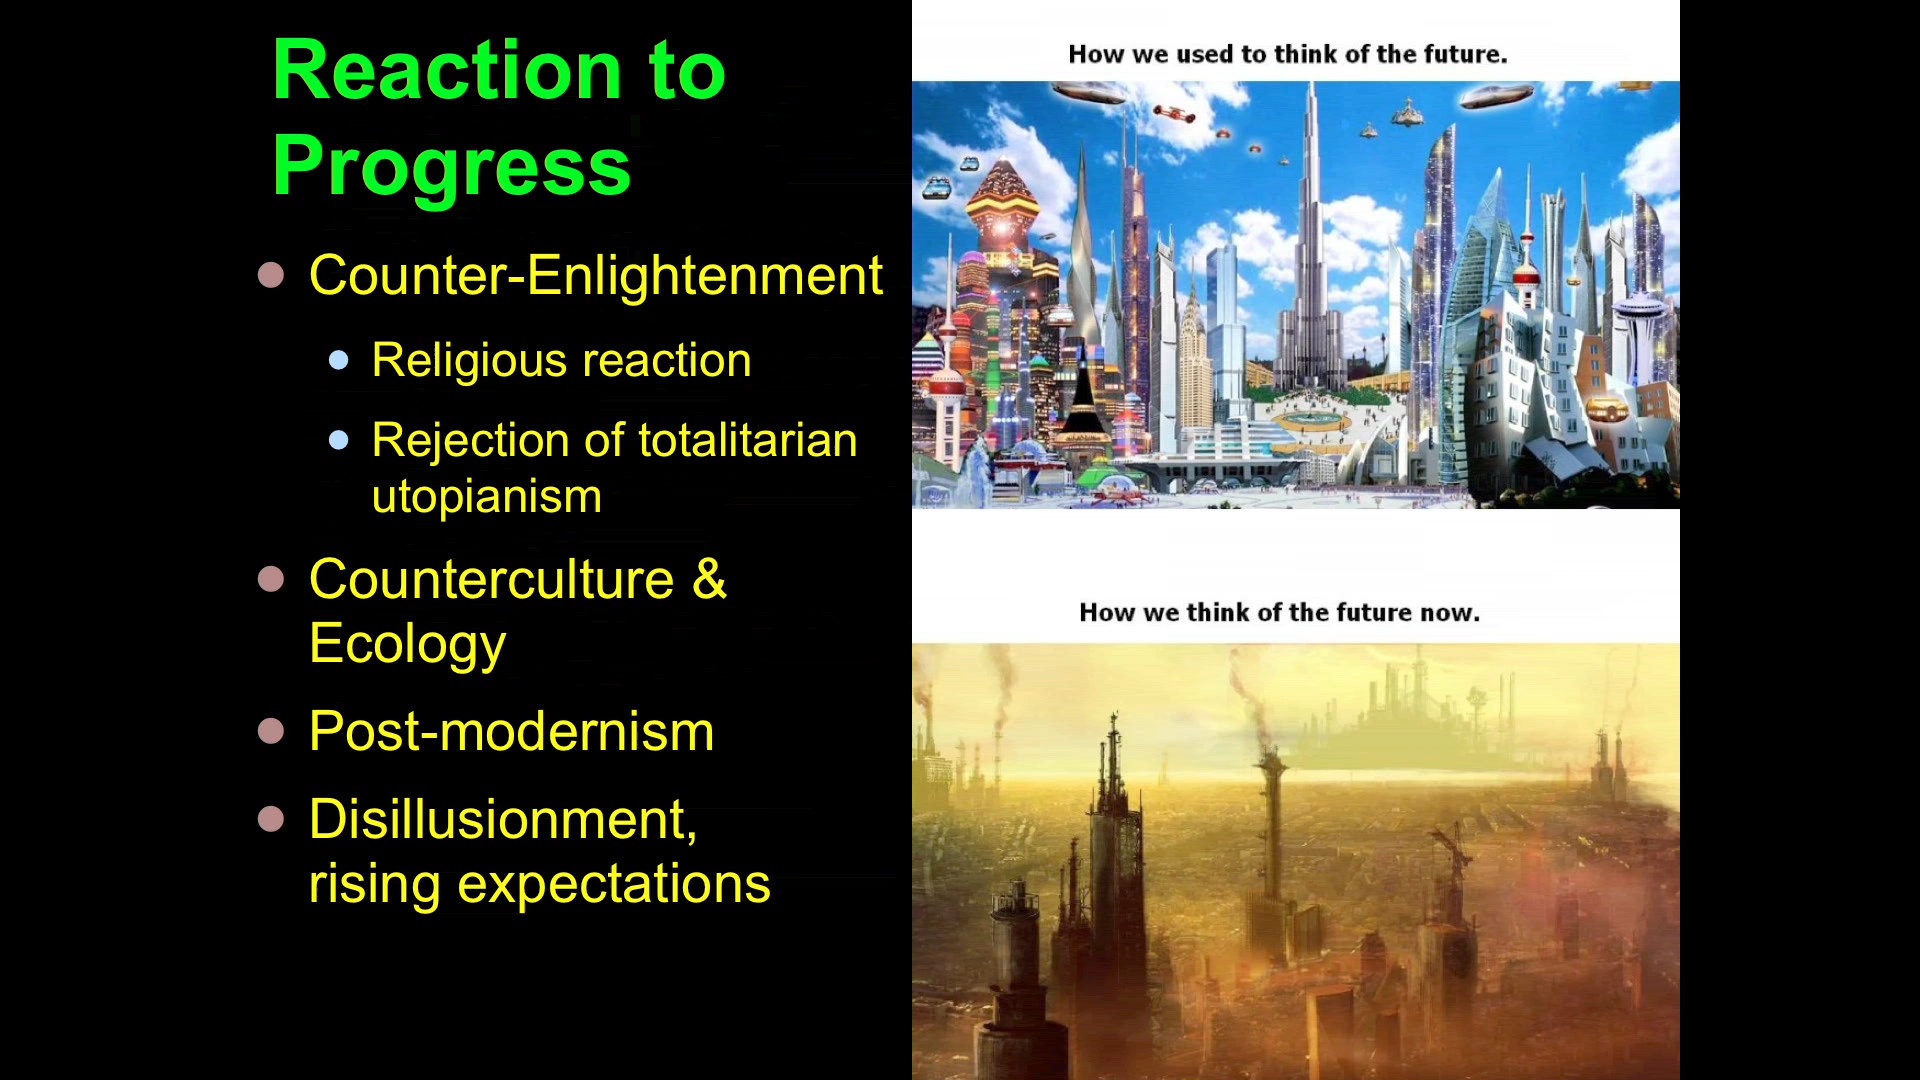 Reaction to
Progress
Counter-Enlightenment
Religious reaction
Rejection of totalitarian
utopianism
Counterculture &
Ecology
Post-modernism
Disillusionment,
rising expectations
How we used to think of the future.
How we think of the future now.